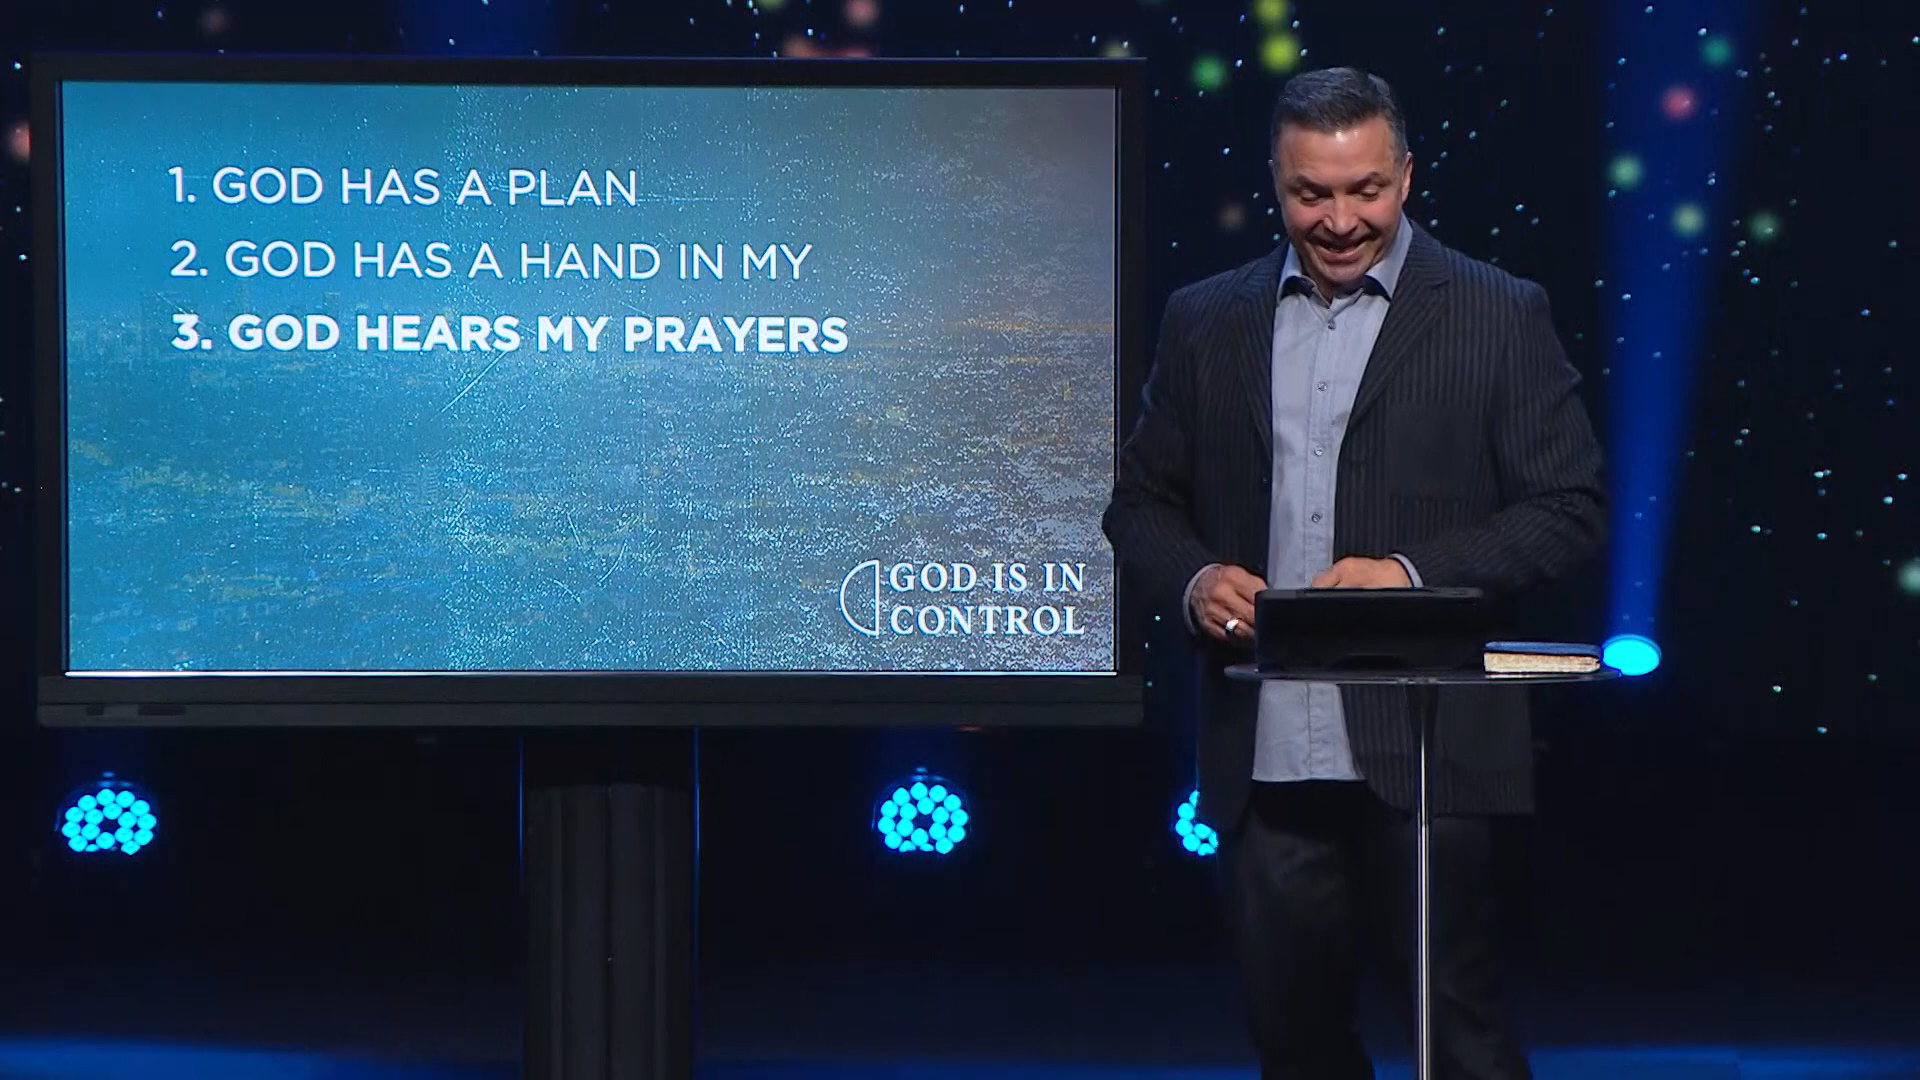 1. GOD HAS A PLAN
2. GOD HAS A HAND IN MY
3. GOD HEARS MY PRAYERS
GOD IS IN
CONTROL